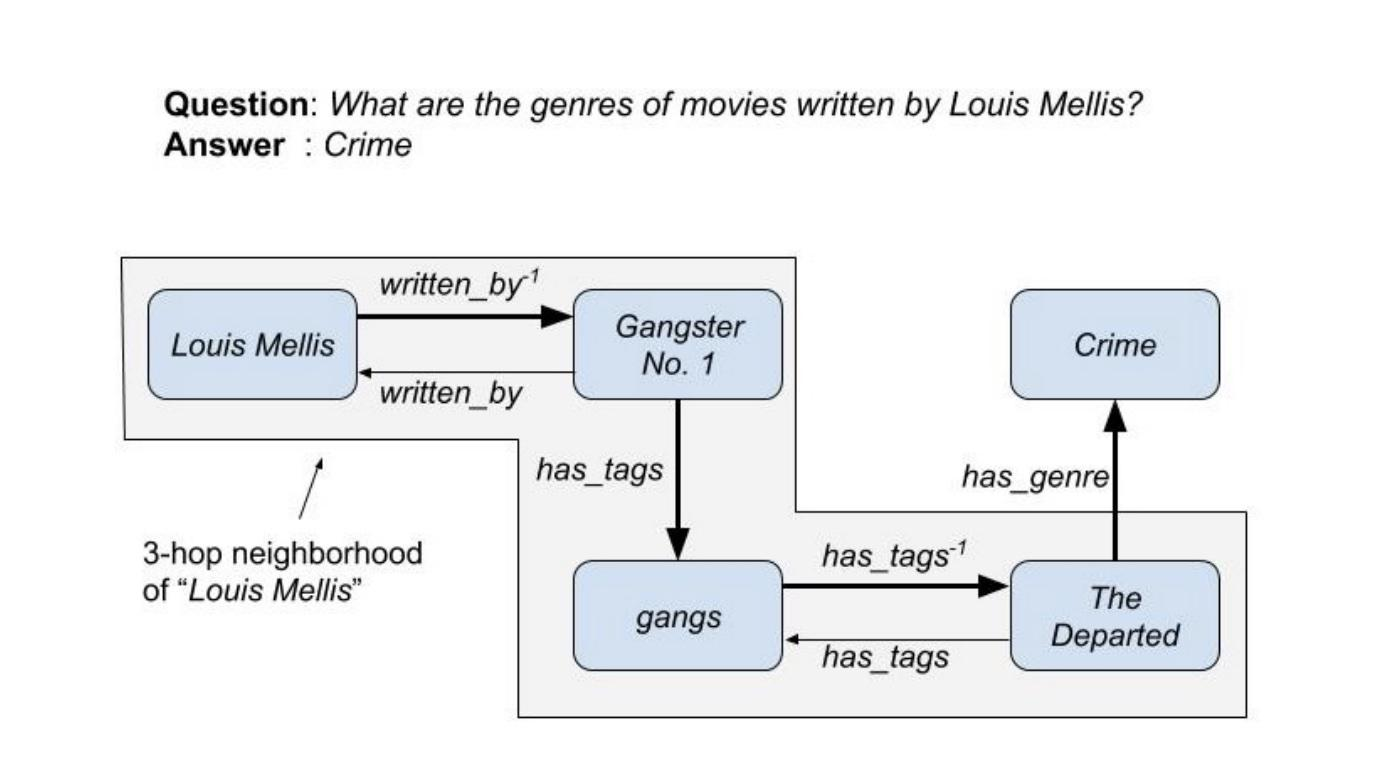 Question: What are the genres of movies written by Louis Mellis?
Answer : Crime
written_by-1
Louis Mellis
Gangster
No. 1
Crime
written_by
has_tags
has_genre
3-hop neighborhood
of “Louis Mellis”
has_tags-1
gangs
The
Departed
has_tags